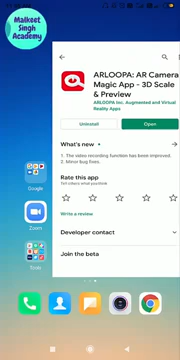 Malkeet
Singh
Academy
ARLOOPA: AR Camera
Magic App - 3D Scale
& Preview
ARLOOPA Inc. Augmented and Virtual
Reality Apps
Uninstall
Open
What's new
1. The video recording function has been improved
2. Minor bug fixes.
Rate this app
Tell others what you think
Write a review
Developer contact
Join the beta
Google
Zoom
Tools